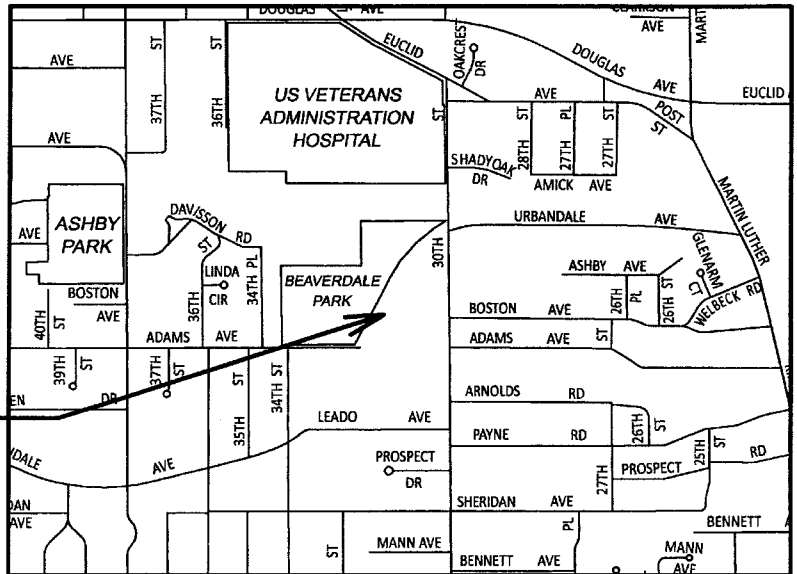 DOUGLAS AVE
CLARKSON
AVE
MART
AVE
37TH ST
36TH ST
EUCLID
OAKCREST
DR
DOUGLAS
AVE
EUCLID
AVE
POST
ST
US VETERANS
ADMINISTRATION
HOSPITAL
ST
28TH ST
27TH PL
27TH ST
AVE
SHADYOAK
DR
AMICK AVE
MARTIN LUTHER
ASHBY
PARK
AVE
DAVISSON
RD
ST
URBANDALE AVE
30TH
GLENARM
CT
34TH PL
LINDA
CIR
BEAVERDALE
PARK
ASHBY AVE
26TH PL
26TH ST
WELBECK RD
BOSTON
AVE
40TH ST
36TH
BOSTON AVE
ADAMS AVE
ADAMS AVE
ST
39TH ST
37TH ST
35TH ST
34TH ST
EN
DR
ARNOLDS RD
LEADO AVE
26TH ST
PAYNE RD
25TH ST
RD
NDALE
AVE
PROSPECT
DR
27TH
PROSPECT
DAN
AVE
SHERIDAN AVE
PL
BENNETT
A
ST
MANN AVE
BENNETT AVE
MANN
AVE